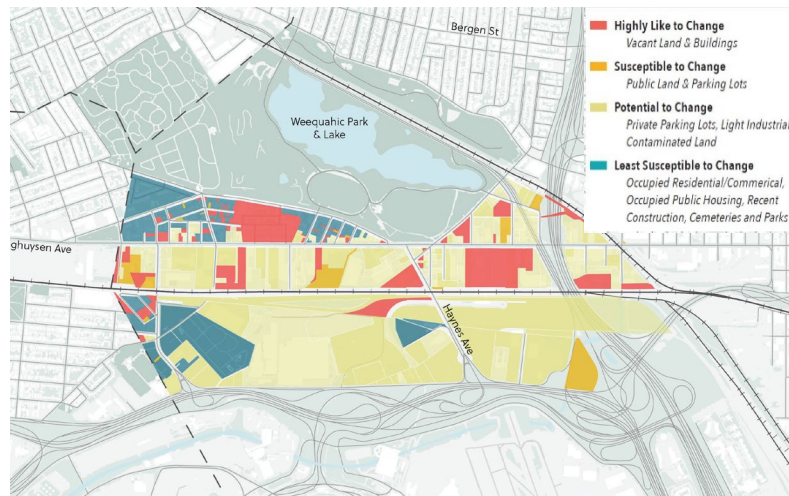 Bergen St
Weequahic Park
& Lake
ghuysen Ave
Haynes Ave
Highly Like to Change
Vacant Land & Buildings
Susceptible to Change
Public Land & Parking Lots
Potential to Change
Private Parking Lots, Light Industrial
Contaminated Land
Least Susceptible to Change
Occupied Residential/Commerical,
Occupied Public Housing, Recent
Construction, Cemeteries and Parks